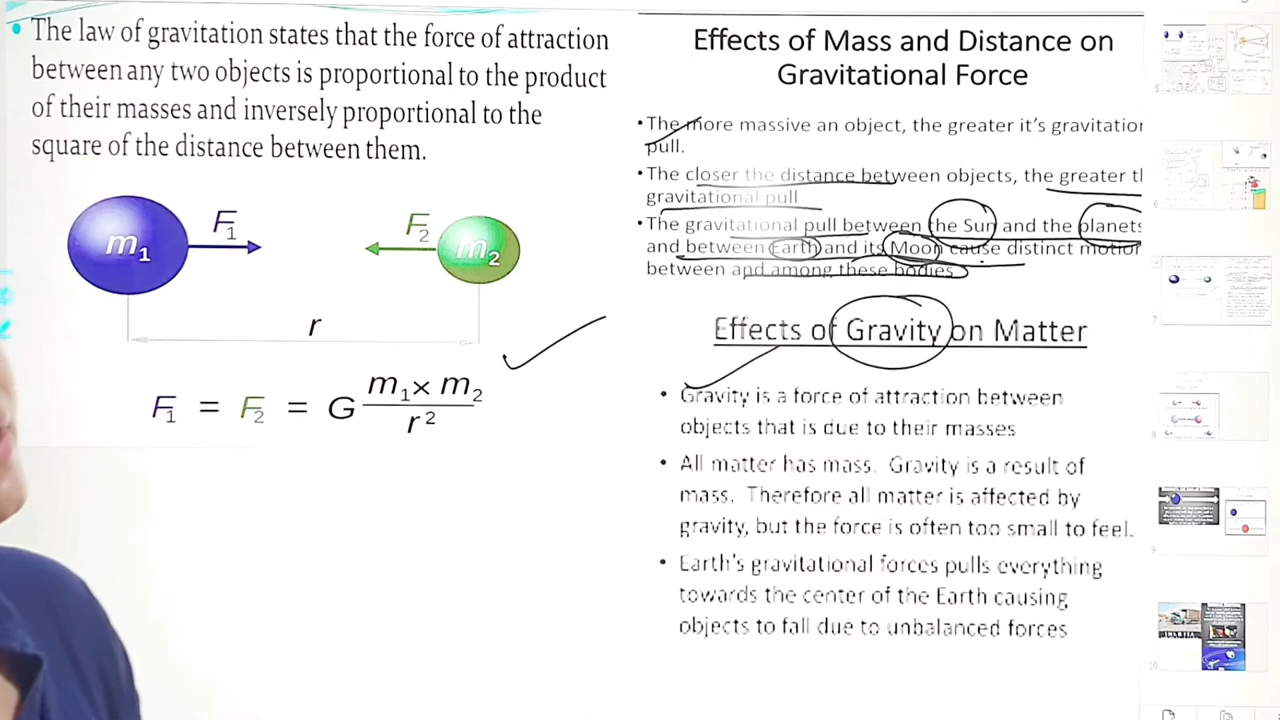 • The law of gravitation states that the force of attraction
between any two objects is proportional to the product
of their masses and inversely proportional to the
square of the distance between them.
F₁
F₂
m₁
m₂
r
F₁ = F₂ = G m₁× m₂
r²
Effects of Mass and Distance on
Gravitational Force
• The more massive an object, the greater it's gravitation
pull.
• The closer the distance between objects, the greater th
gravitational pull
• The gravitational pull between the Sun and the planets
and between Earth and its Moon cause distinct motion
between and among these bodies
Effects of Gravity on Matter
• Gravity is a force of attraction between
objects that is due to their masses
• All matter has mass. Gravity is a result of
mass. Therefore all matter is affected by
gravity, but the force is often too small to feel.
• Earth's gravitational forces pulls everything
towards the center of the Earth causing
objects to fall due to unbalanced forces
5
6
7
9
10